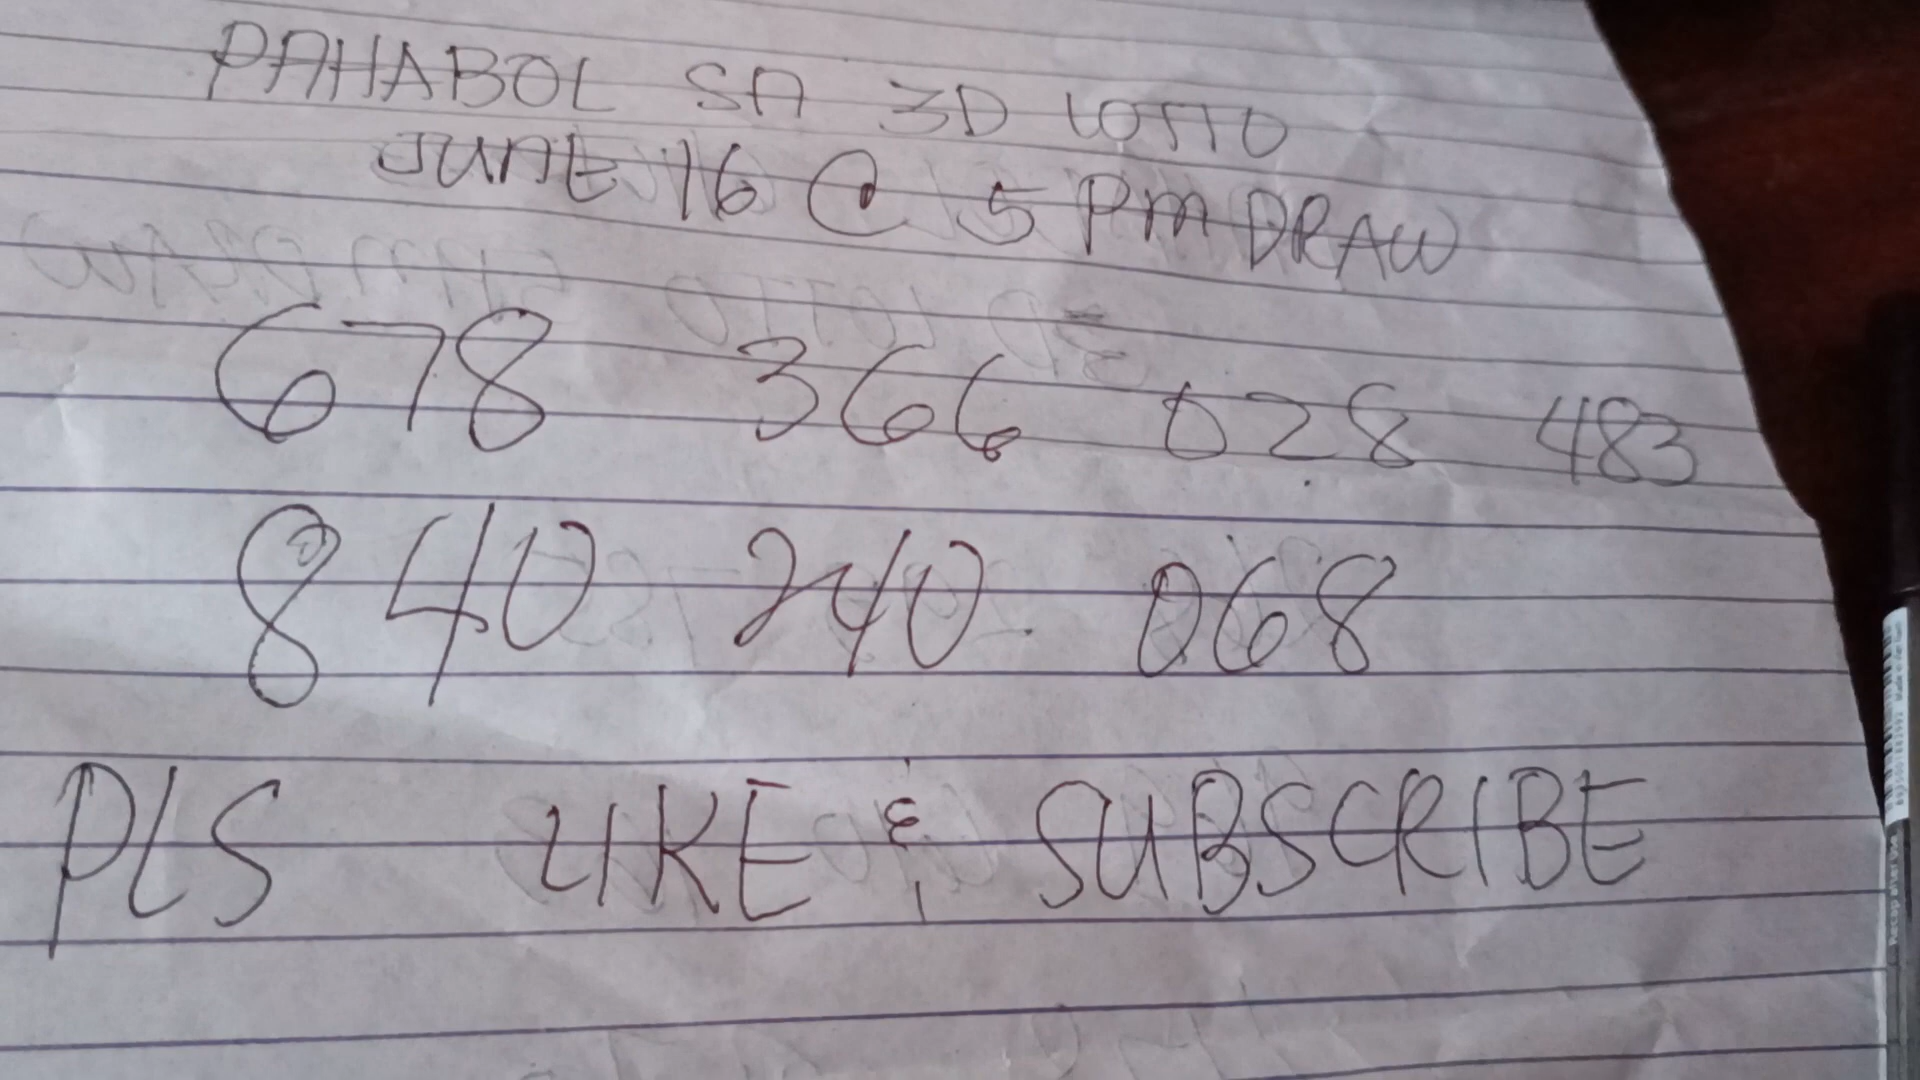 PAHABOL SA 3D LOTTO
JUNE 16 @ 5 PM DRAW
678 366 028 483
840 240 068
PLS LIKE & SUBSCRIBE